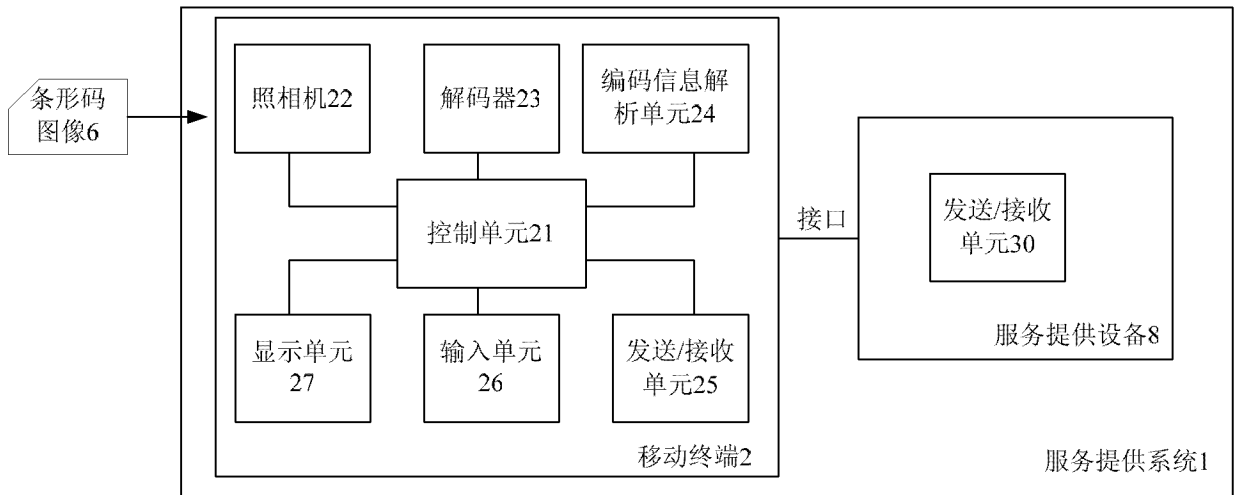 条形码
图像6
照相机22
解码器23
编码信息解
析单元24
控制单元21
显示单元
27
输入单元
26
发送/接收
单元25
移动终端2
接口
发送/接收
单元30
服务提供设备8
服务提供系统1